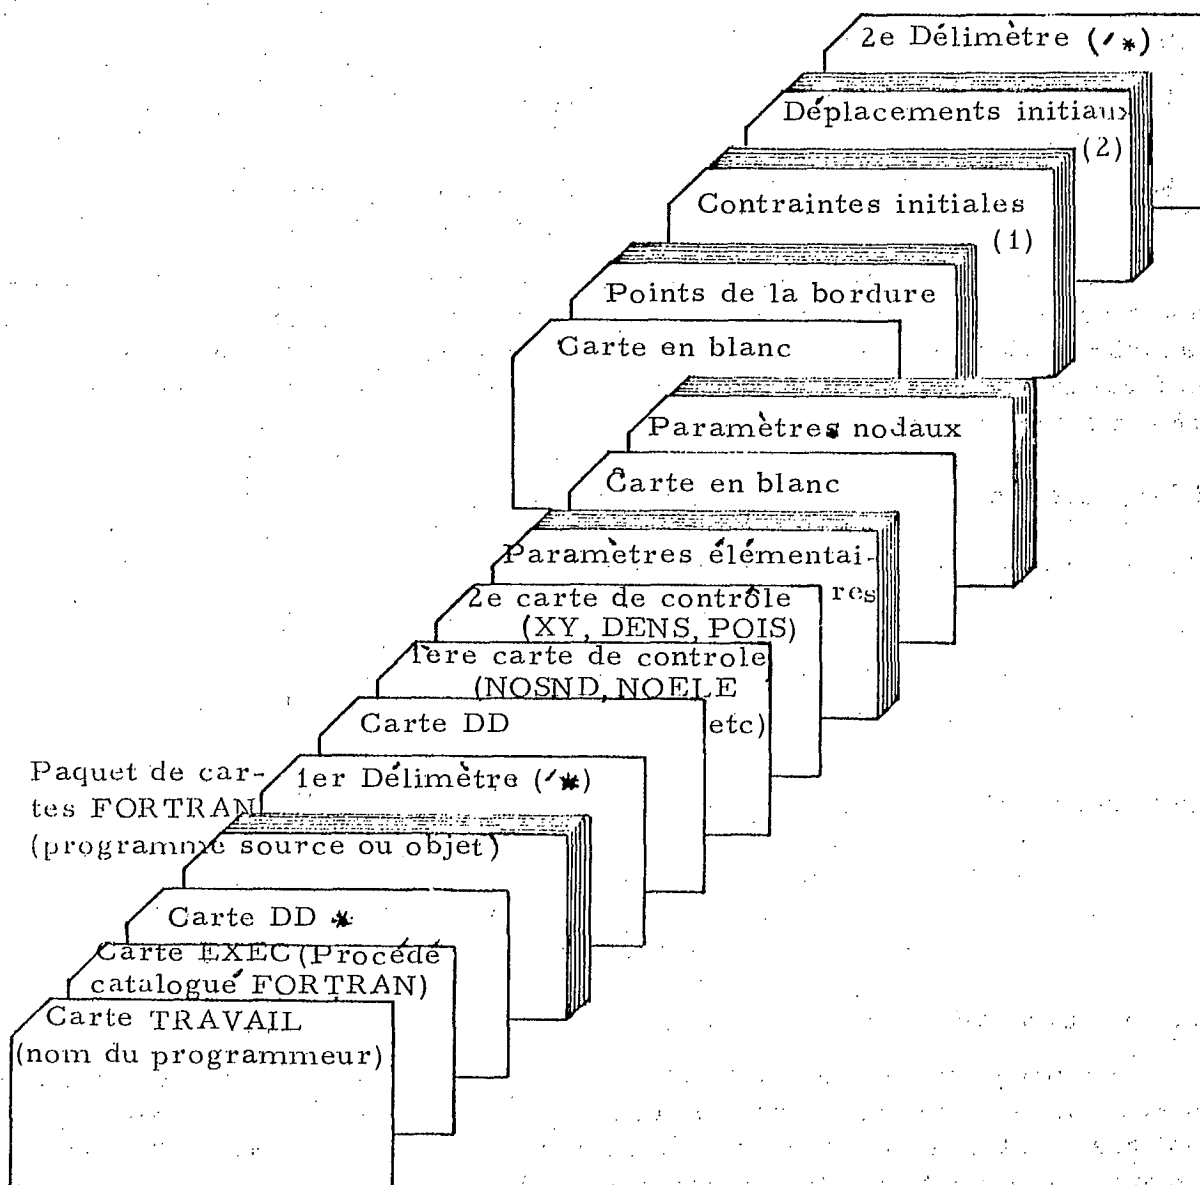 2e Délimètre (/*)
Déplacements initiaux
(2)
Contraintes initiales
(1)
Points de la bordure
Carte en blanc
Paramètres nodaux
Carte en blanc
Paramètres élémentai-
res
2e carte de contrôle
(XY, DENS, POIS)
1ère carte de controle
(NOSND, NOELE
etc)
Carte DD
1er Délimètre (/*)
Paquet de car-
tes FORTRAN
(programme source ou objet)
Carte DD *
Carte EXEC (Procédé
catalogué FORTRAN)
Carte TRAVAIL
(nom du programmeur)